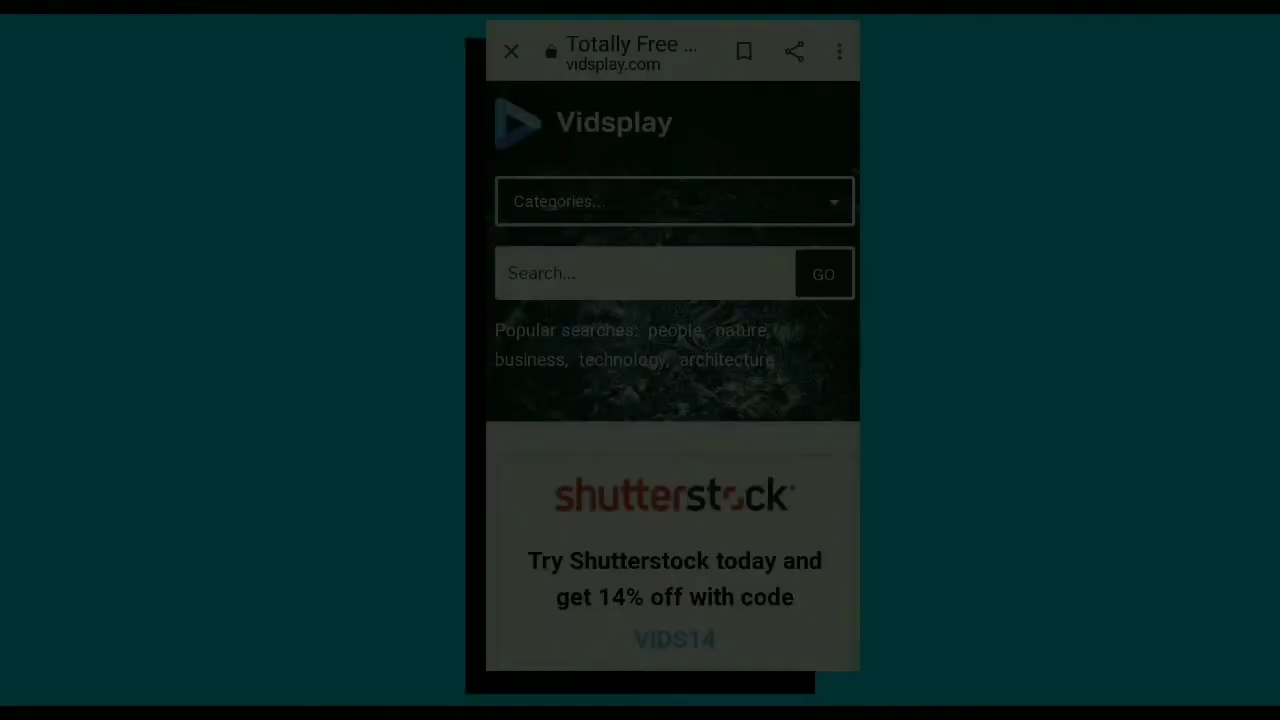 Totally Free ...
vidsplay.com
Vidsplay
Categories...
Search...
GO
Popular searches: people, nature,
business, technology, architecture
shutterstock
Try Shutterstock today and
get 14% off with code
VIDS14